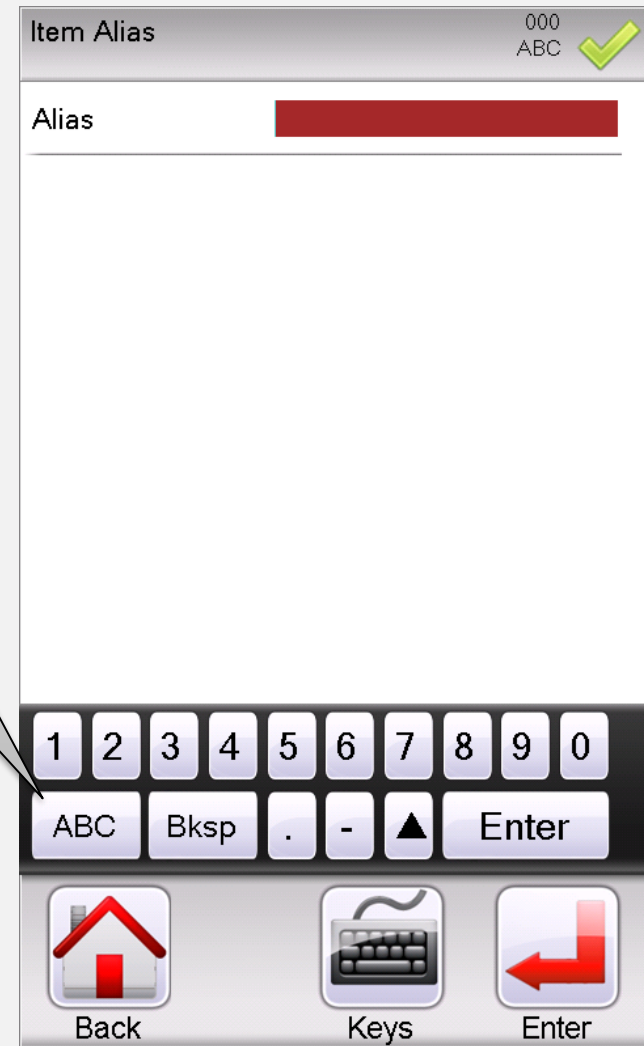 Item Alias
000
ABC
Alias
1 2 3 4 5 6 7 8 9 0
ABC Bksp . - ▲ Enter
Back Keys Enter